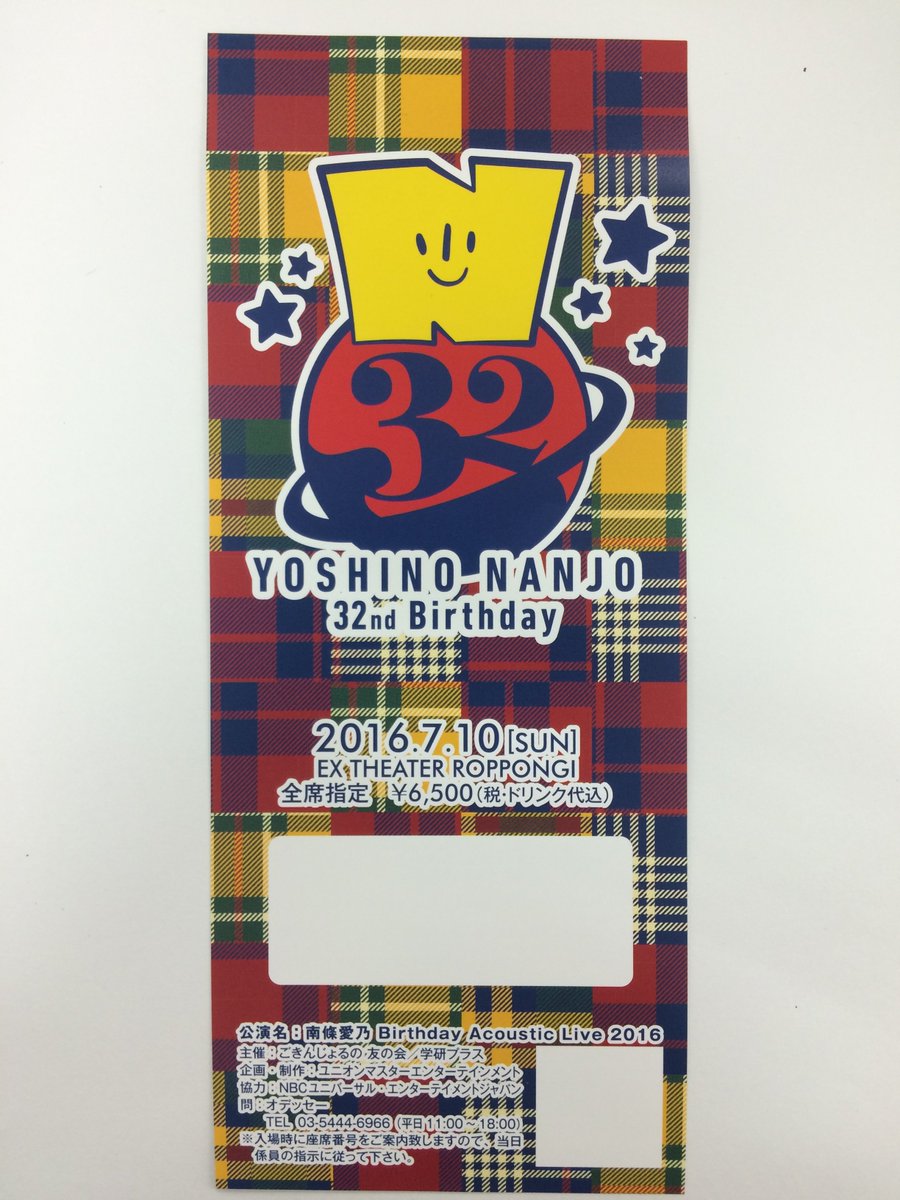 N
32
YOSHINO NANJO
32nd Birthday
2016.7.10[SUN]
EX THEATER ROPPONGI
全席指定 ¥6,500(税・ドリンク代込)
公演名：南條愛乃 Birthday Acoustic Live 2016
主催：ごきんじょるの 友の会／学研プラス
企画・制作：ユニオンマスターエンターテインメント
協力：NBCユニバーサル・エンターテイメントジャパン
問：オデッセー
TEL 03-5444-6966（平日11:00～18:00）
※入場時に座席番号をご案内致しますので、当日
係員の指示に従って下さい。